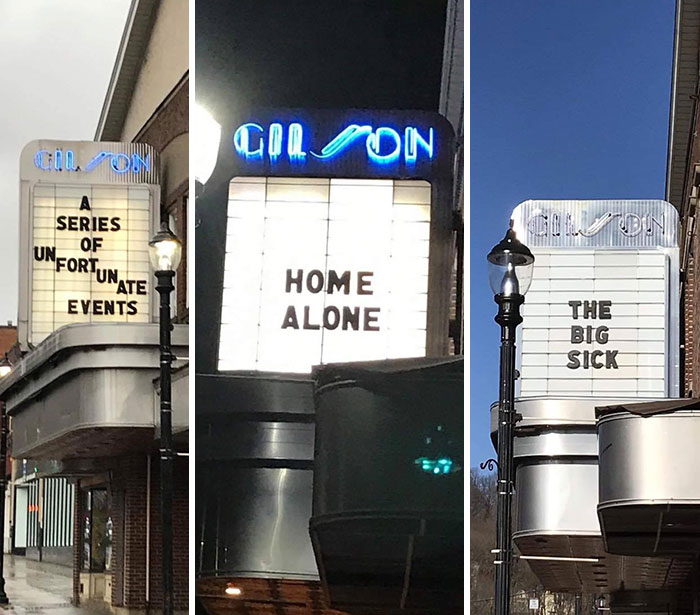 GILSON
A
SERIES
OF
UNFORTUNATE
EVENTS
GILSON
HOME
ALONE
GILSON
THE
BIG
SICK